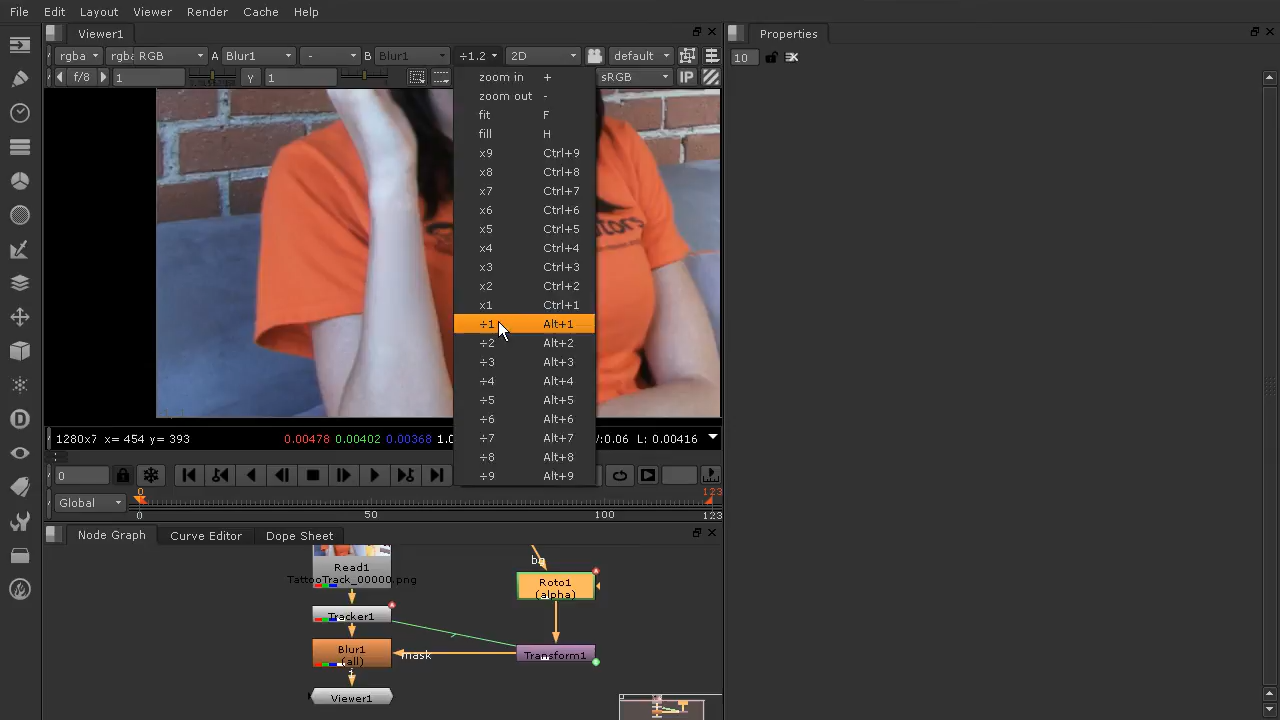 File Edit Layout Viewer Render Cache Help
Viewer1
Properties
rgba rgba RGB A Blur1 - B Blur1 ÷1.2 2D default
10
f/8 1 γ 1 sRGB IP
zoom in +
zoom out -
fit F
fill H
x9 Ctrl+9
x8 Ctrl+8
x7 Ctrl+7
x6 Ctrl+6
x5 Ctrl+5
x4 Ctrl+4
x3 Ctrl+3
x2 Ctrl+2
x1 Ctrl+1
÷1 Alt+1
÷2 Alt+2
÷3 Alt+3
÷4 Alt+4
÷5 Alt+5
÷6 Alt+6
÷7 Alt+7
÷8 Alt+8
÷9 Alt+9
1280x7 x= 454 y= 393 0.00478 0.00402 0.00368 V:0.06 L: 0.00416
0
0 123
Global 0 50 100 123
Node Graph Curve Editor Dope Sheet
bg
Read1
TattooTrack_00000.png
Roto1
(alpha)
Tracker1
Blur1
(all)
mask
Transform1
Viewer1